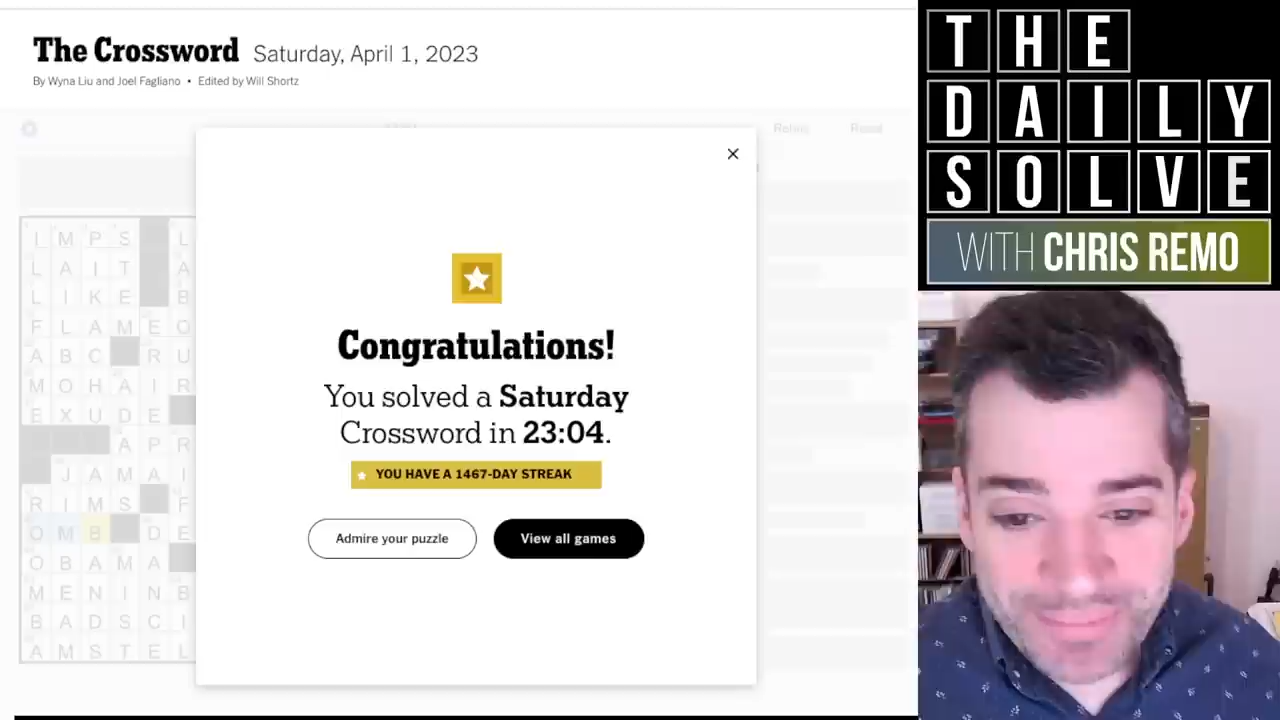 The Crossword Saturday, April 1, 2023
By Wyna Liu and Joel Fagliano • Edited by Will Shortz
Rebus Reset
I M P S L
L A I T A
L I K E B
F L A M E O
A B C R U
M O H A I R
E X U D E
A P R
J A M A I
R I M S F
O M B D E
O B A M A
M E N I N B
B A D S C I
A M S T E L
Congratulations!
You solved a Saturday
Crossword in 23:04.
YOU HAVE A 1467-DAY STREAK
Admire your puzzle View all games
THE
DAILY
SOLVE
WITH CHRIS REMO